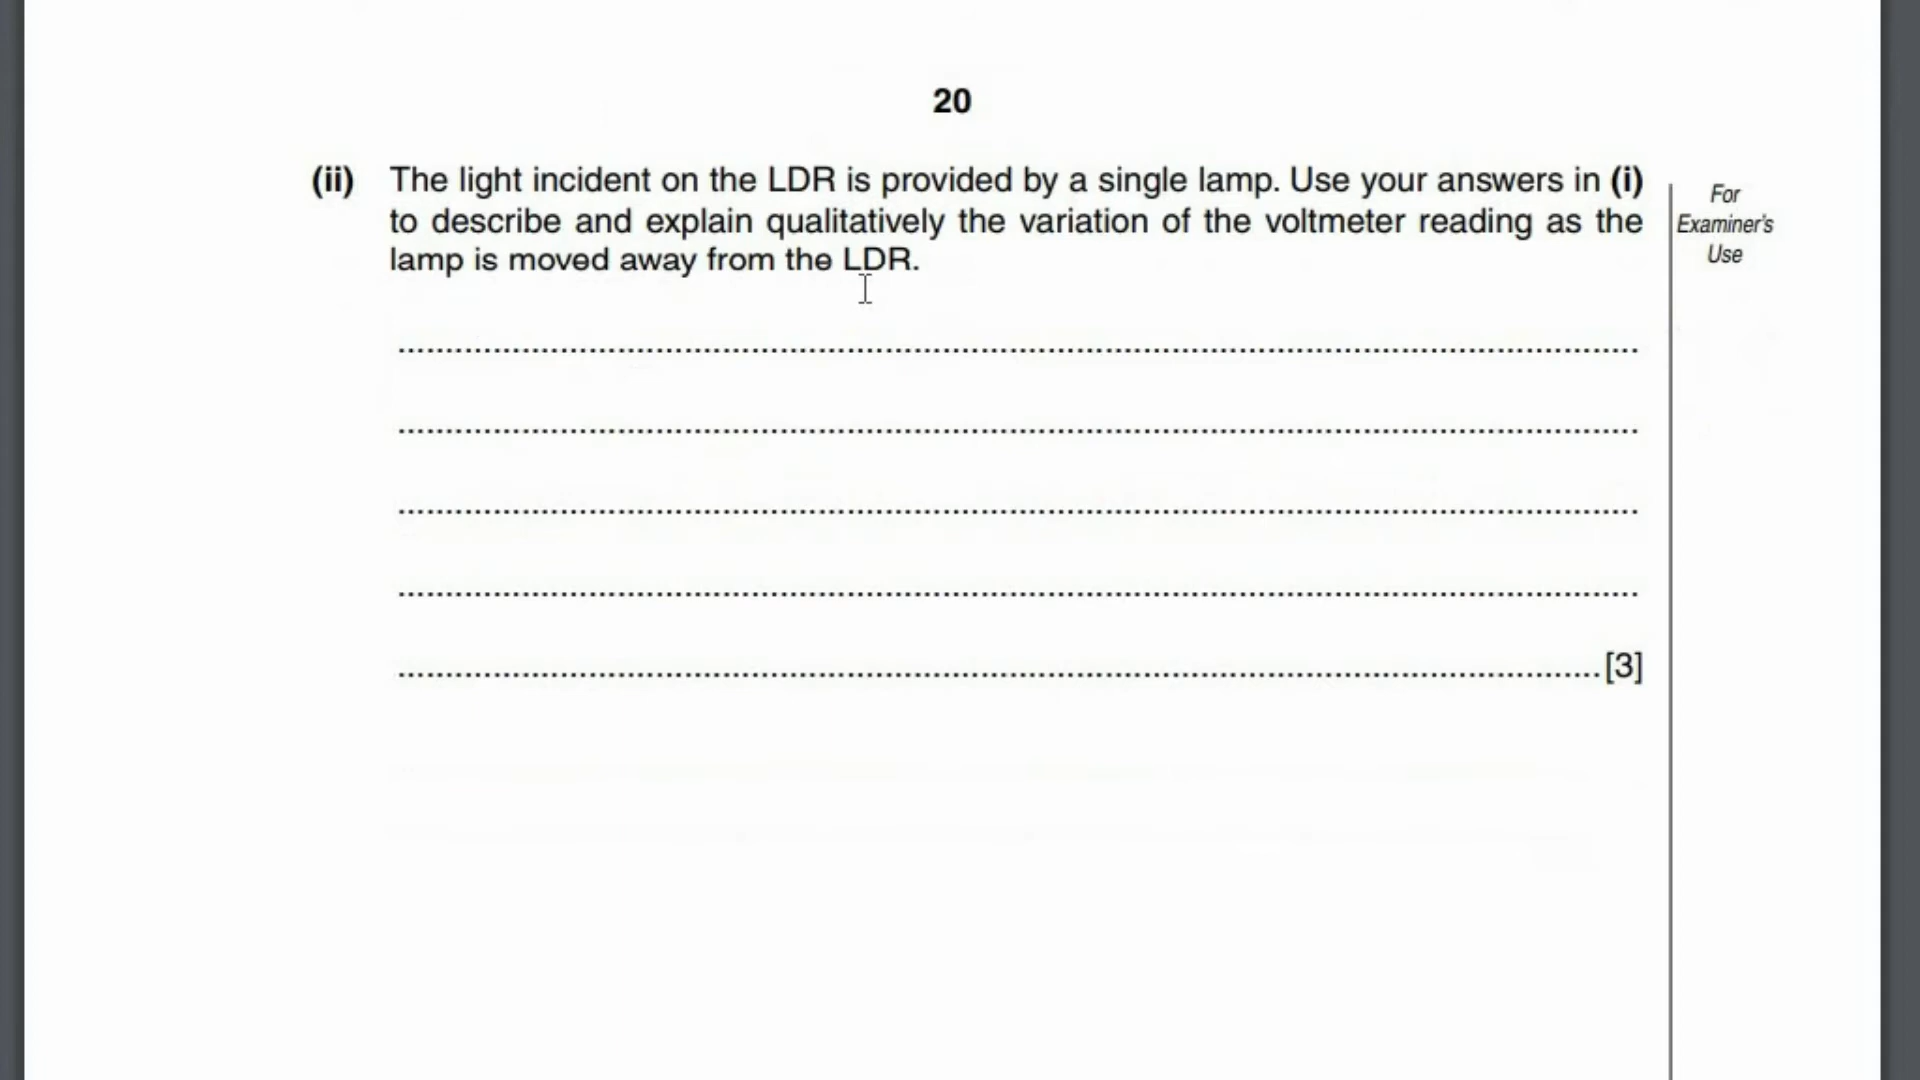 20
(ii) The light incident on the LDR is provided by a single lamp. Use your answers in (i)
to describe and explain qualitatively the variation of the voltmeter reading as the
lamp is moved away from the LDR.
For
Examiner's
Use
[3]